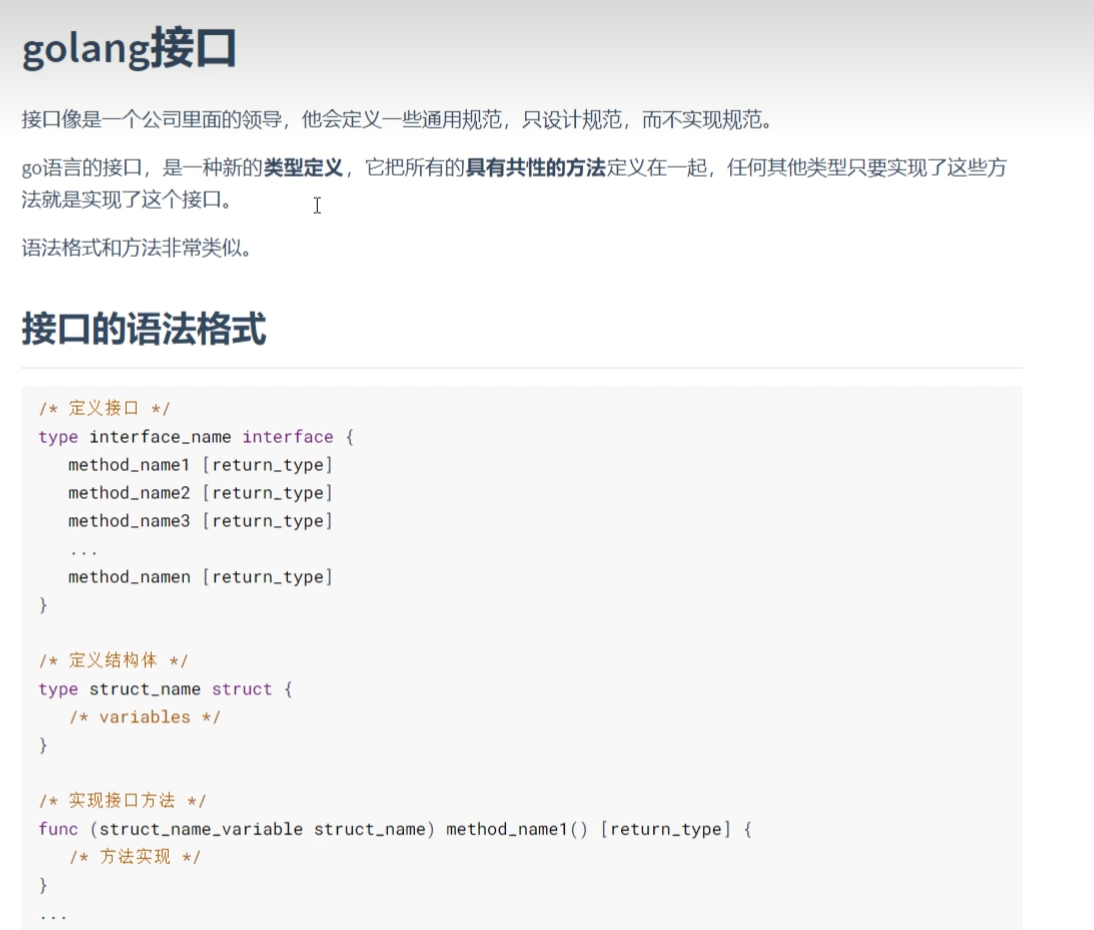 golang接口
接口像是一个公司里面的领导，他会定义一些通用规范，只设计规范，而不实现规范。
go语言的接口，是一种新的类型定义，它把所有的具有共性的方法定义在一起，任何其他类型只要实现了这些方
法就是实现了这个接口。
语法格式和方法非常类似。
接口的语法格式
/* 定义接口 */
type interface_name interface {
   method_name1 [return_type]
   method_name2 [return_type]
   method_name3 [return_type]
   ...
   method_namen [return_type]
}
/* 定义结构体 */
type struct_name struct {
   /* variables */
}
/* 实现接口方法 */
func (struct_name_variable struct_name) method_name1() [return_type] {
   /* 方法实现 */
}
...